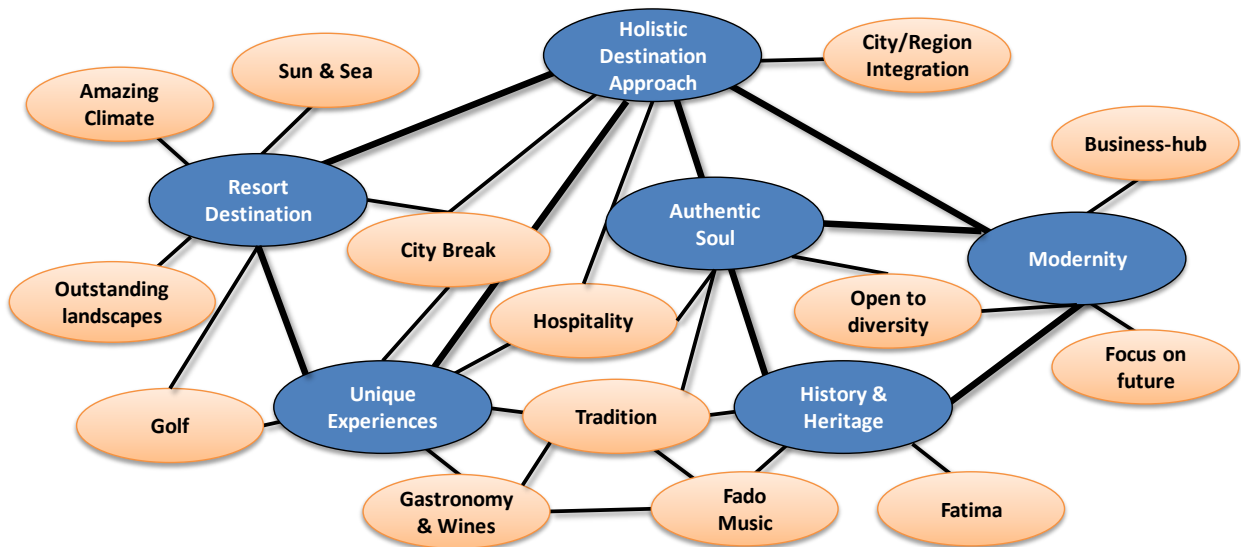 Holistic
Destination
Approach
City/Region
Integration
Sun & Sea
Amazing
Climate
Business-hub
Resort
Destination
Authentic
Soul
City Break
Modernity
Outstanding
landscapes
Hospitality
Open to
diversity
Focus on
future
Unique
Experiences
Tradition
History &
Heritage
Golf
Gastronomy
& Wines
Fado
Music
Fatima